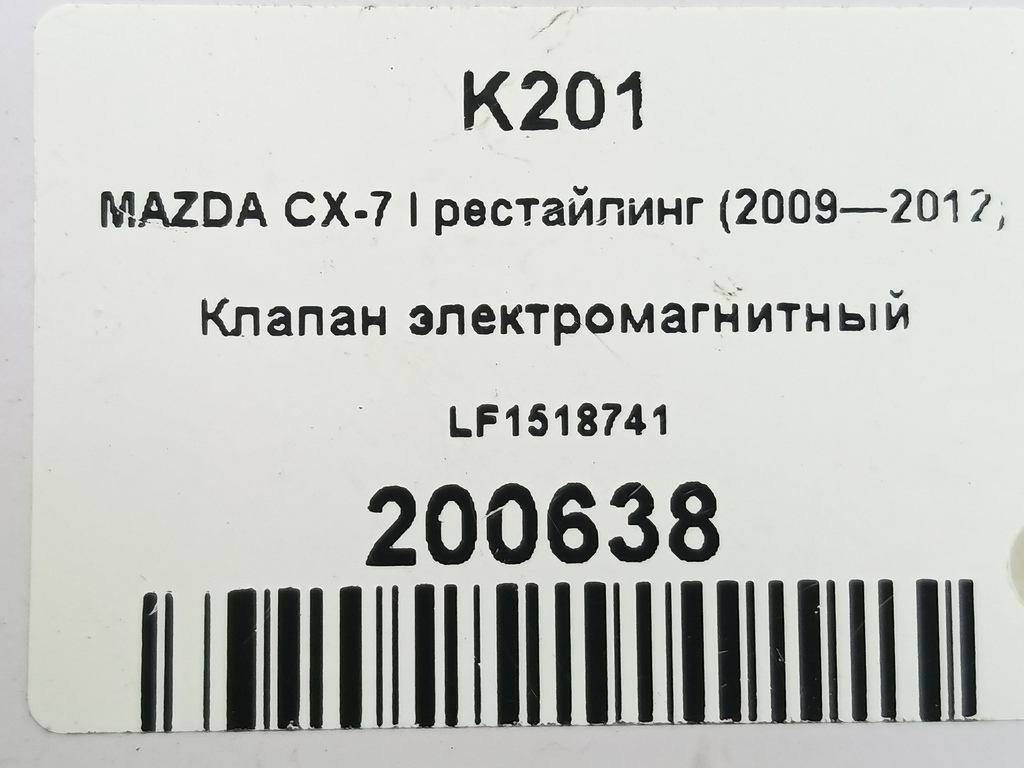 K201
MAZDA CX-7 I рестайлинг (2009—2012)
Клапан электромагнитный
LF1518741
200638